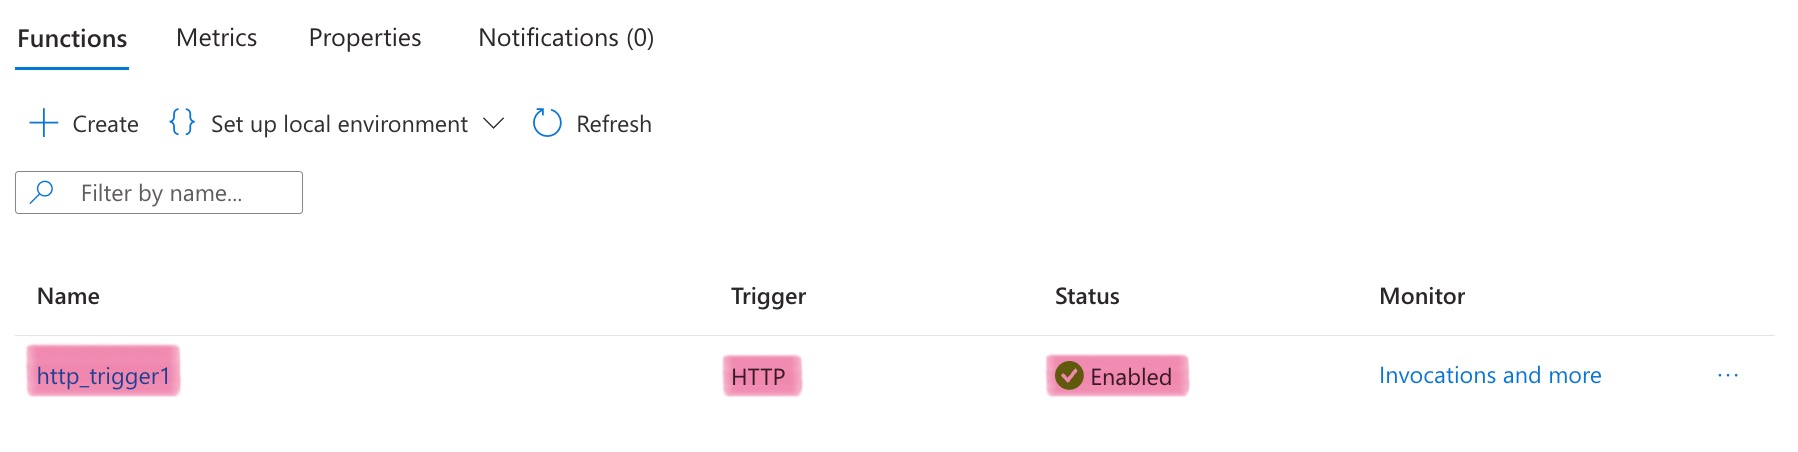 Functions Metrics Properties Notifications (0)
Create {} Set up local environment Refresh
Filter by name...
Name Trigger Status Monitor
http_trigger1 HTTP Enabled Invocations and more ...